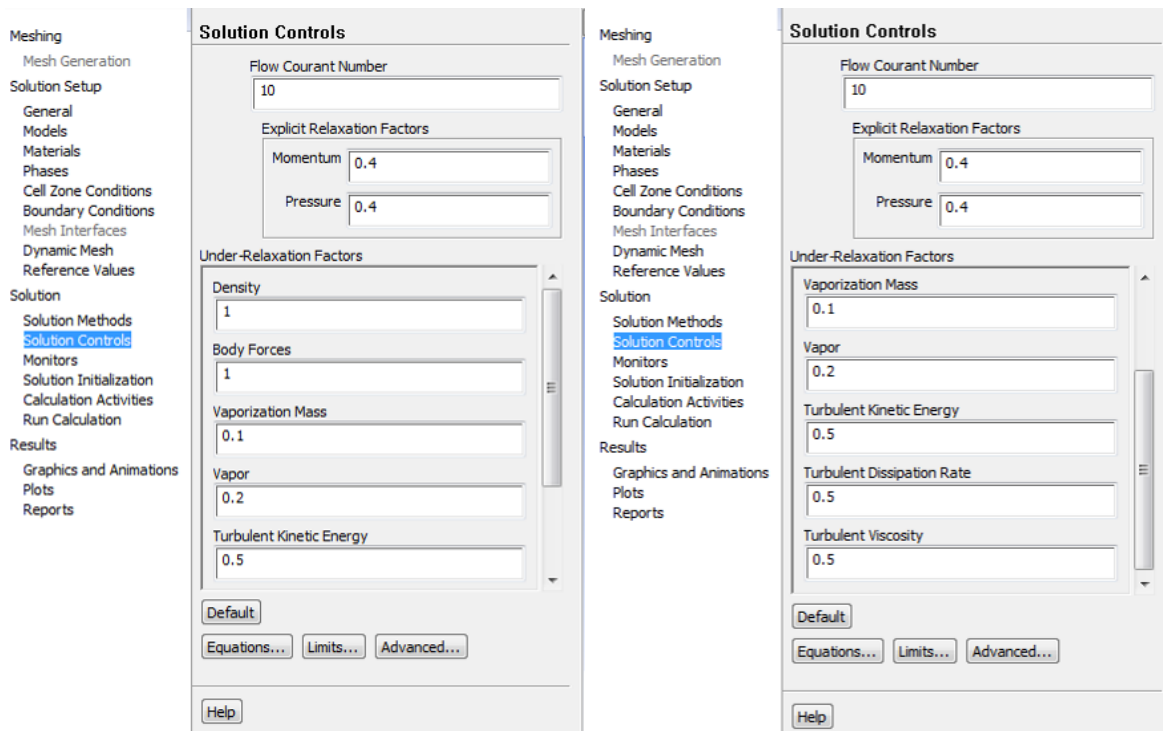 Meshing
Mesh Generation
Solution Setup
General
Models
Materials
Phases
Cell Zone Conditions
Boundary Conditions
Mesh Interfaces
Dynamic Mesh
Reference Values
Solution
Solution Methods
Solution Controls
Monitors
Solution Initialization
Calculation Activities
Run Calculation
Results
Graphics and Animations
Plots
Reports
Solution Controls
Flow Courant Number
10
Explicit Relaxation Factors
Momentum 0.4
Pressure 0.4
Under-Relaxation Factors
Density
1
Body Forces
1
Vaporization Mass
0.1
Vapor
0.2
Turbulent Kinetic Energy
0.5
Default
Equations... Limits... Advanced...
Help
Meshing
Mesh Generation
Solution Setup
General
Models
Materials
Phases
Cell Zone Conditions
Boundary Conditions
Mesh Interfaces
Dynamic Mesh
Reference Values
Solution
Solution Methods
Solution Controls
Monitors
Solution Initialization
Calculation Activities
Run Calculation
Results
Graphics and Animations
Plots
Reports
Solution Controls
Flow Courant Number
10
Explicit Relaxation Factors
Momentum 0.4
Pressure 0.4
Under-Relaxation Factors
Vaporization Mass
0.1
Vapor
0.2
Turbulent Kinetic Energy
0.5
Turbulent Dissipation Rate
0.5
Turbulent Viscosity
0.5
Default
Equations... Limits... Advanced...
Help